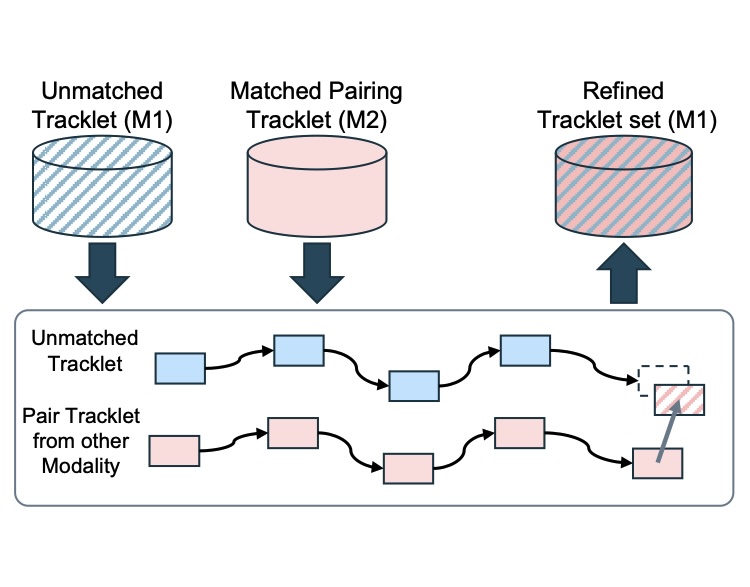 Unmatched
Tracklet (M1)
Matched Pairing
Tracklet (M2)
Refined
Tracklet set (M1)
Unmatched
Tracklet
Pair Tracklet
from other
Modality